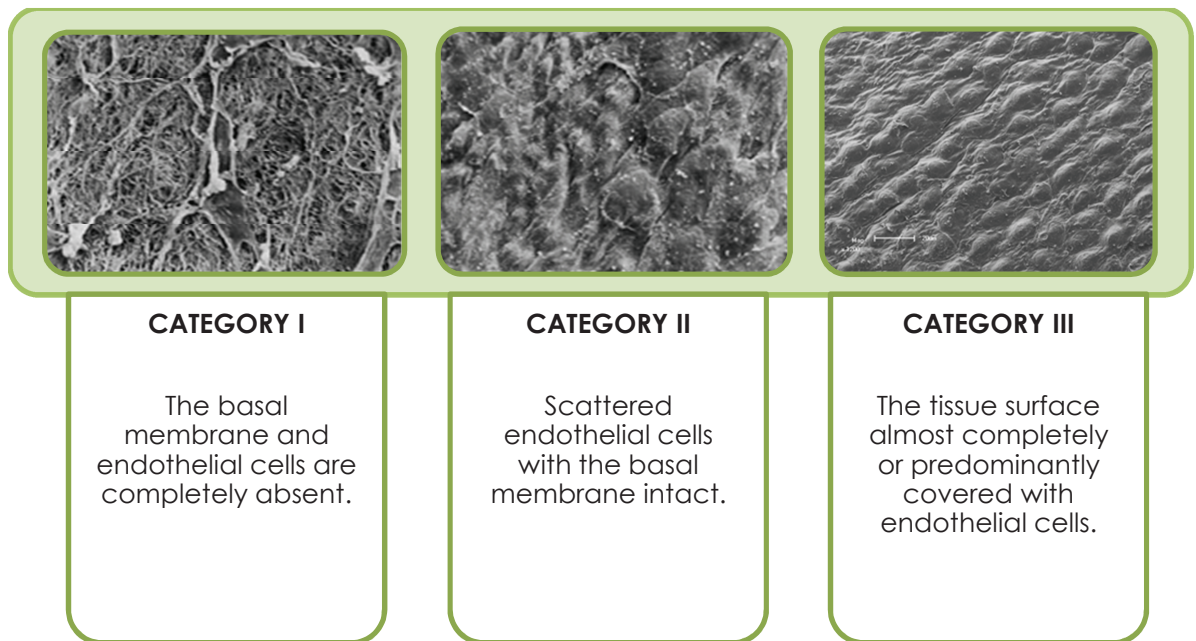 CATEGORY I
The basal
membrane and
endothelial cells are
completely absent.
CATEGORY II
Scattered
endothelial cells
with the basal
membrane intact.
CATEGORY III
The tissue surface
almost completely
or predominantly
covered with
endothelial cells.